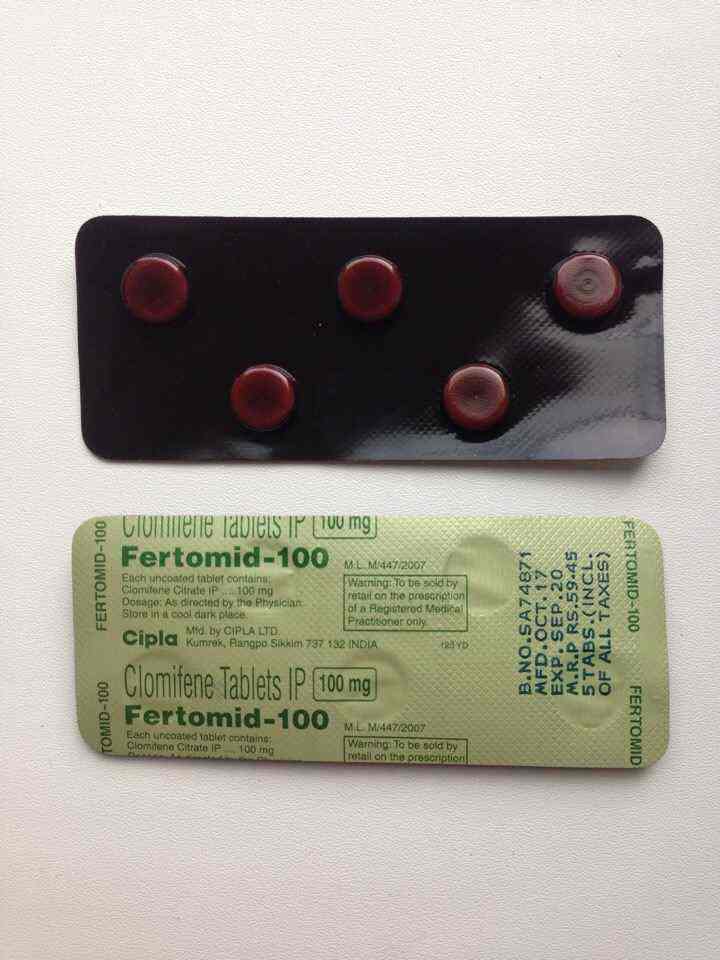 Clomifene Tablets IP 100 mg
Fertomid-100
Each uncoated tablet contains:
Clomifene Citrate IP .... 100 mg
Dosage: As directed by the Physician.
Store in a cool dark place.
Cipla
Mfd. by CIPLA LTD.
Kumrek, Rangpo Sikkim 737 132 INDIA
M.L. M/447/2007
Warning: To be sold by
retail on the prescription
of a Registered Medical
Practitioner only.
Clomifene Tablets IP 100 mg
Fertomid-100
Each uncoated tablet contains:
Clomifene Citrate IP .... 100 mg
M.L. M/447/2007
Warning: To be sold by
retail on the prescription
FERTOMID-100
TOMID-100
B.NO.SA74871
MFD.OCT.17
EXP. SEP.20
M.R.P RS.59.45
5 TABS.(INCL.
OF ALL TAXES)
FERTOMID-100
FERTOMID